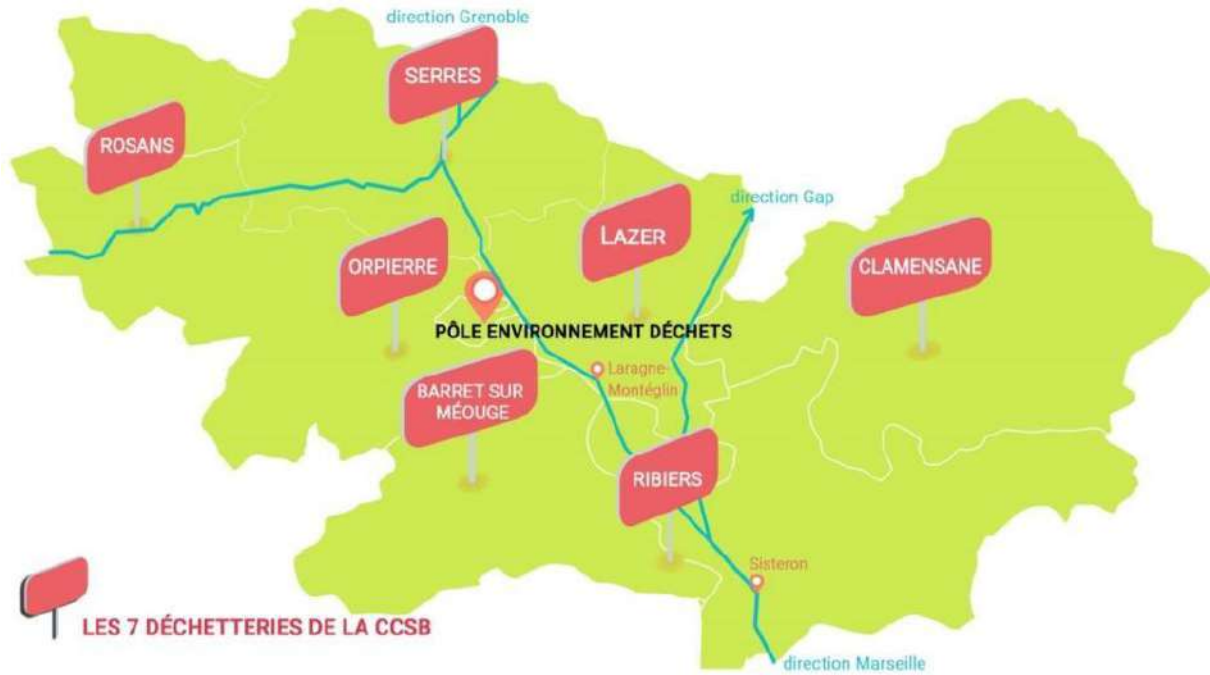 direction Grenoble
SERRES
ROSANS
direction Gap
LAZER
ORPIERRE
CLAMENSANE
PÔLE ENVIRONNEMENT DÉCHETS
Laragne-
Montéglin
BARRET SUR
MÉOUGE
RIBIERS
Sisteron
LES 7 DÉCHETTERIES DE LA CCSB
direction Marseille